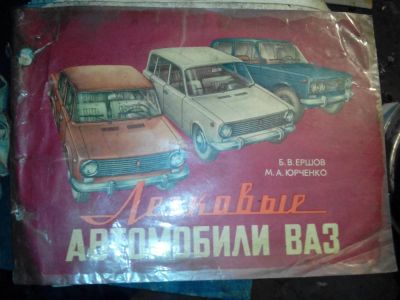 Б. В. ЕРШОВ
М. А. ЮРЧЕНКО
Легковые
АВТОМОБИЛИ ВАЗ